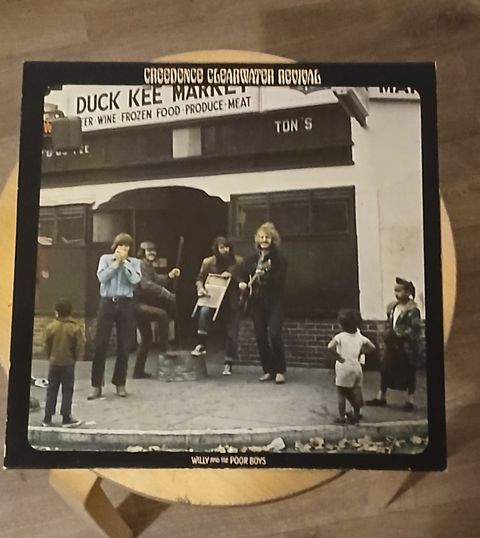 CREEDENCE CLEARWATER REVIVAL
DUCK KEE MARKET
ER·WINE FROZEN FOOD·PRODUCE·MEAT
TON'S
WILLY AND THE POOR BOYS